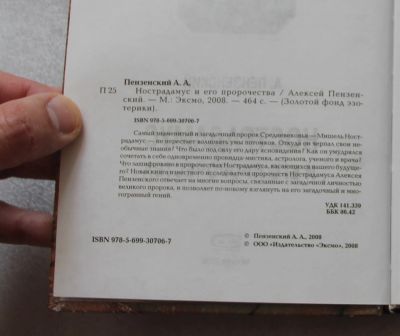 Пензенский А. А.
П 25 Нострадамус и его пророчества / Алексей Пензен-
ский. — М.: Эксмо, 2008. — 464 с. — (Золотой фонд эзо-
терики).
ISBN 978-5-699-30706-7
Самый знаменитый и загадочный пророк Средневековья — Мишель Ност-
радамус — не перестает волновать умы потомков. Откуда он черпал свои не-
обычные знания? Что было под силу его дару ясновидения? Как он умудрялся
сочетать в себе одновременно провидца-мистика, астролога, ученого и врача?
Что зашифровано в пророчествах Нострадамуса, касающихся нашего будуще-
го? Новая книга известного исследователя пророчеств Нострадамуса Алексея
Пензенского отвечает на многие вопросы, связанные с загадочной личностью
великого пророка, и позволяет по-новому взглянуть на его загадочный и мно-
гогранный гений.
УДК 141.339
ББК 86.42
ISBN 978-5-699-30706-7
© Пензенский А. А., 2008
© ООО «Издательство «Эксмо», 2008